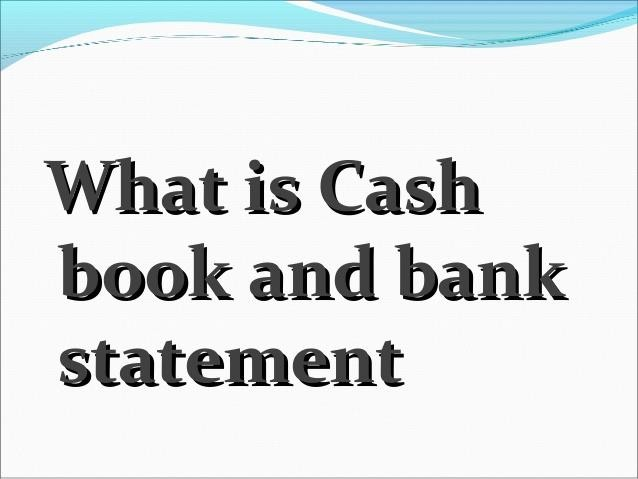 What is Cash
book and bank
statement